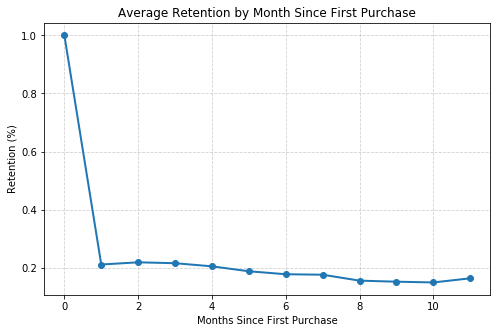 Average Retention by Month Since First Purchase
1.0
0.8
0.6
0.4
0.2
Retention (%)
0 2 4 6 8 10
Months Since First Purchase